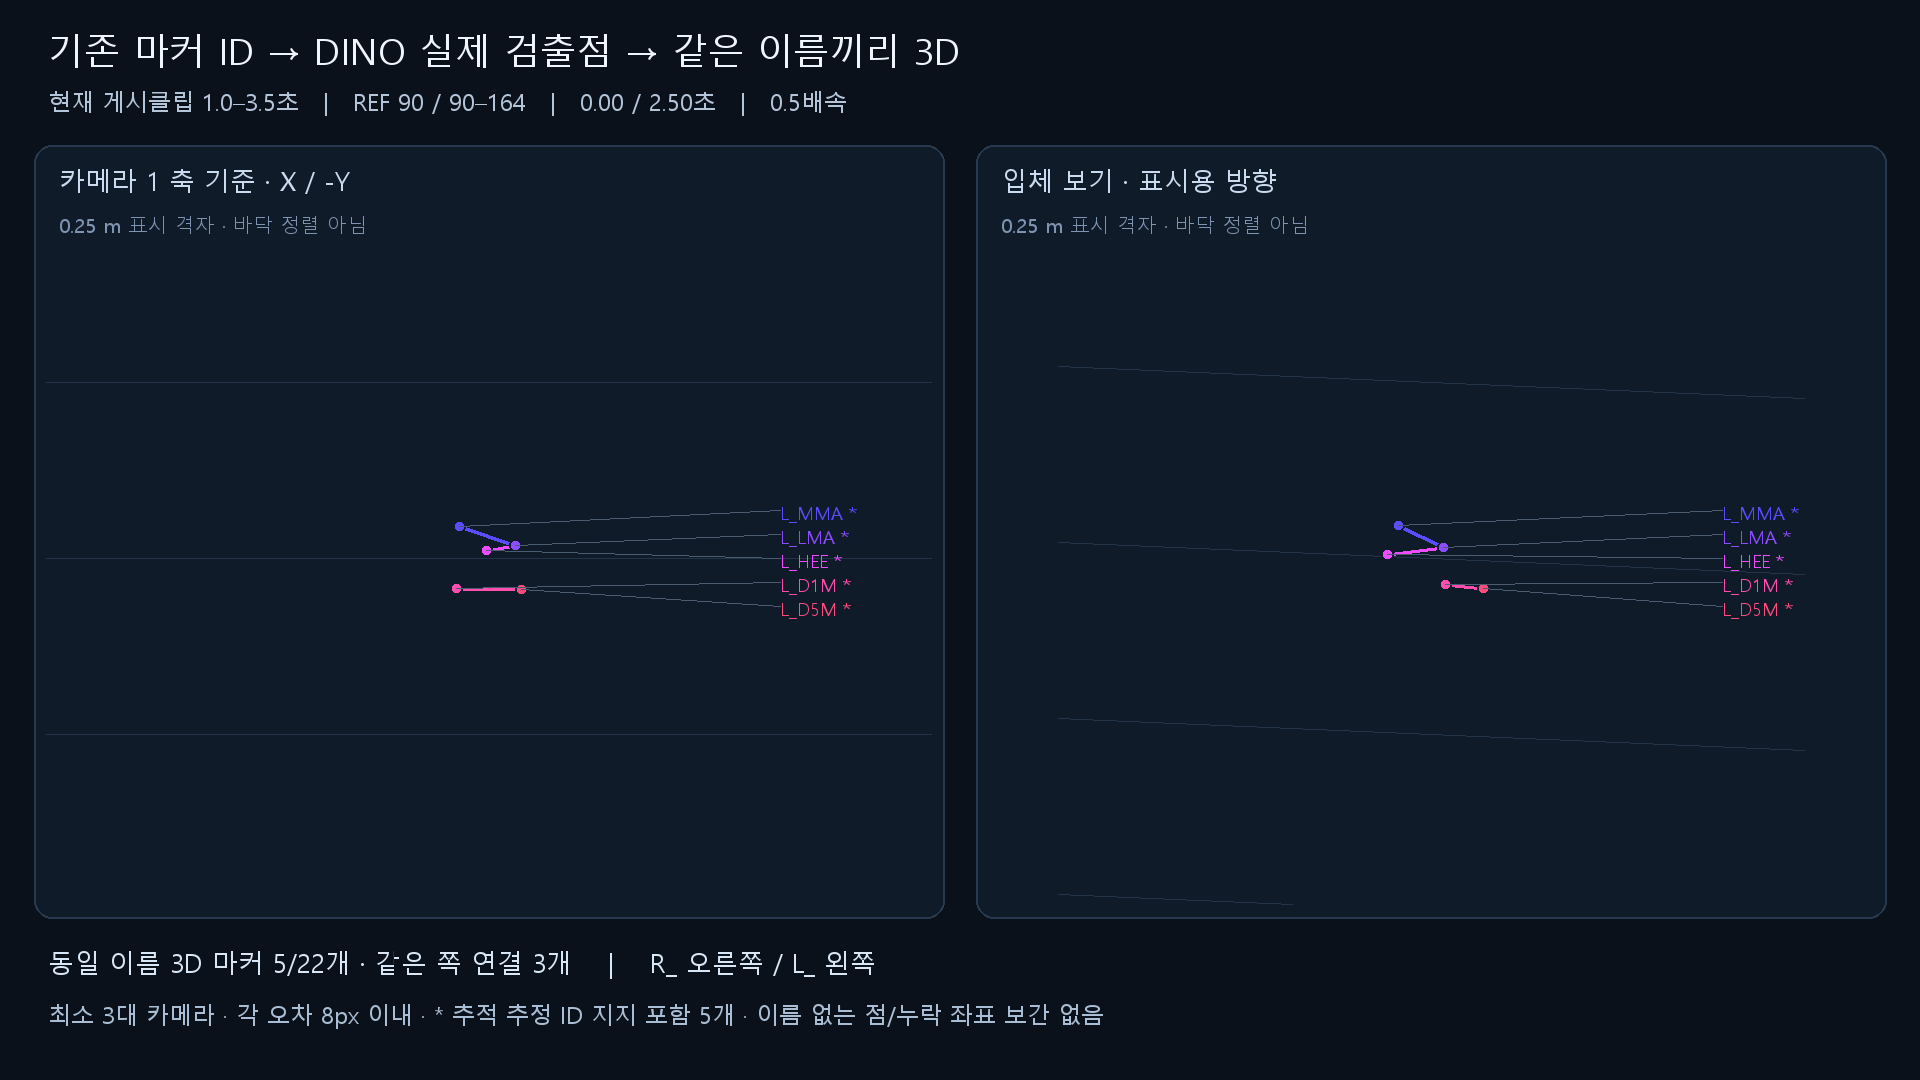 기존 마커 ID → DINO 실제 검출점 → 같은 이름끼리 3D
현재 게시클립 1.0–3.5초 | REF 90 / 90–164 | 0.00 / 2.50초 | 0.5배속
카메라 1 축 기준 · X / -Y
0.25 m 표시 격자 · 바닥 정렬 아님
L_MMA *
L_LMA *
L_HEE *
L_D1M *
L_D5M *
입체 보기 · 표시용 방향
0.25 m 표시 격자 · 바닥 정렬 아님
L_MMA *
L_LMA *
L_HEE *
L_D1M *
L_D5M *
동일 이름 3D 마커 5/22개 · 같은 쪽 연결 3개 | R_ 오른쪽 / L_ 왼쪽
최소 3대 카메라 · 각 오차 8px 이내 · * 추적 추정 ID 지지 포함 5개 · 이름 없는 점/누락 좌표 보간 없음